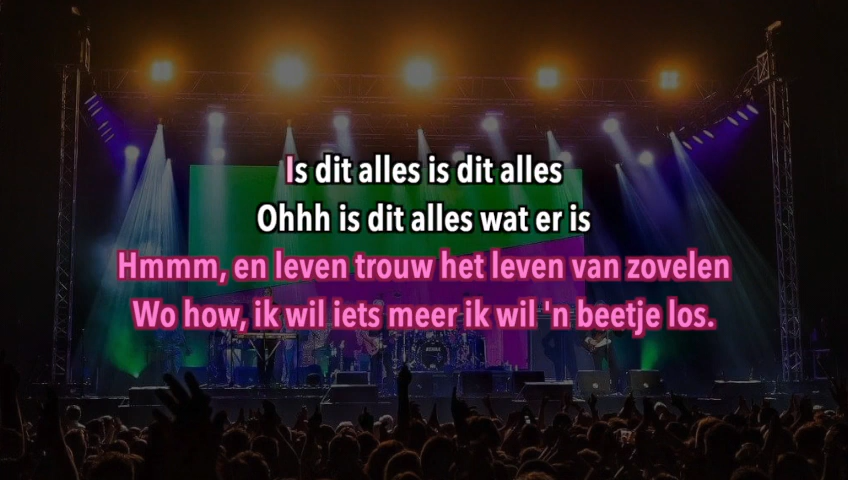 Is dit alles is dit alles
Ohhh is dit alles wat er is
Hmmm, en leven trouw het leven van zovelen
Wo how, ik wil iets meer ik wil 'n beetje los.